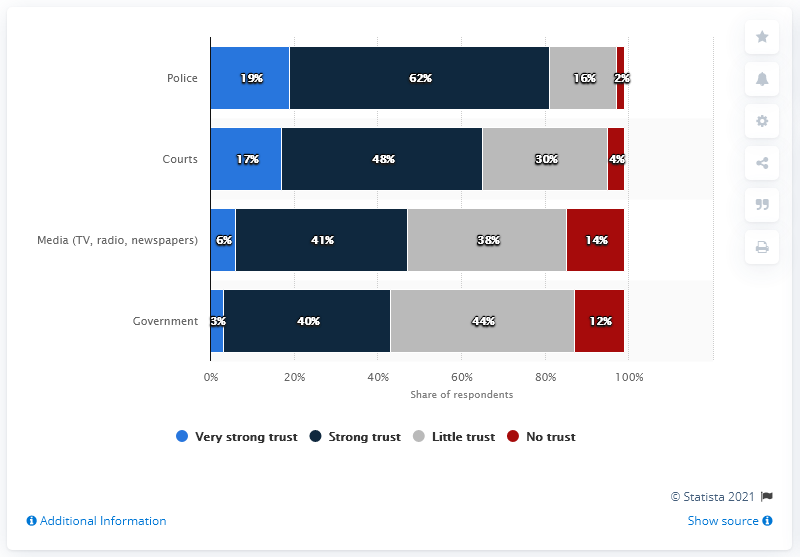 Police 19% 62% 16% 2%
Courts 17% 48% 30% 4%
Media (TV, radio, newspapers) 6% 41% 38% 14%
Government 3% 40% 44% 12%
0% 20% 40% 60% 80% 100%
Share of respondents
Very strong trust Strong trust Little trust No trust
© Statista 2021
Additional Information Show source